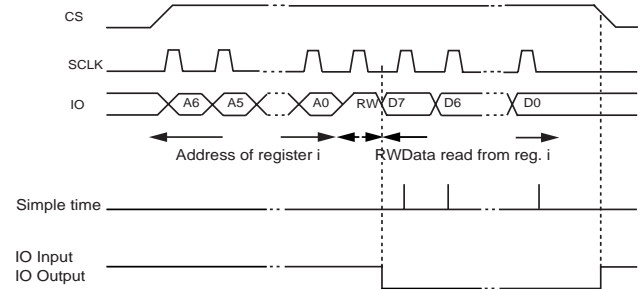 CS
SCLK
IO A6 A5 A0 RW D7 D6 D0
Address of register i RWData read from reg. i
Simple time
IO Input
IO Output